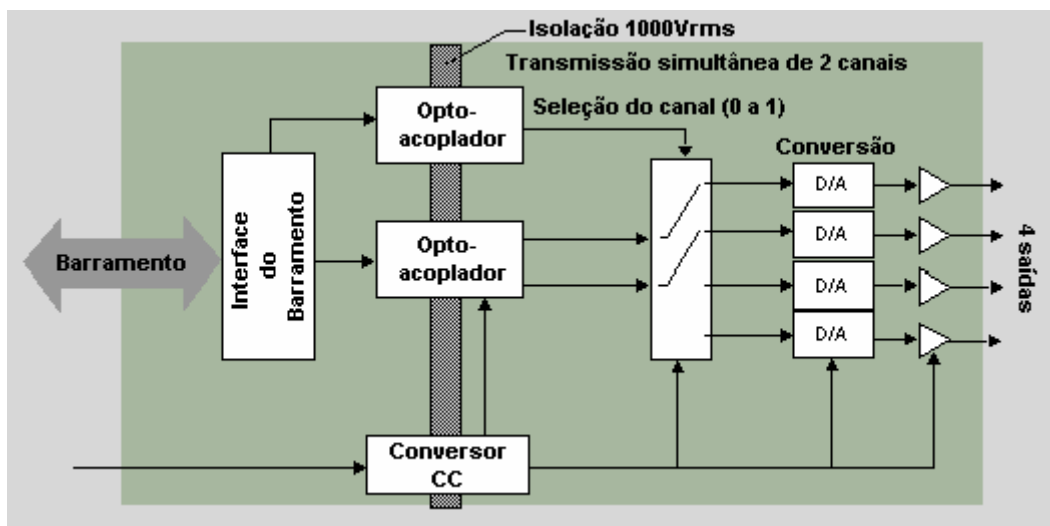 Isolação 1000Vrms
Transmissão simultânea de 2 canais
Opto-
acoplador
Seleção do canal (0 a 1)
Conversão
D/A
D/A
D/A
D/A
4 saídas
Barramento
Interface
do
Barramento
Opto-
acoplador
Conversor
CC